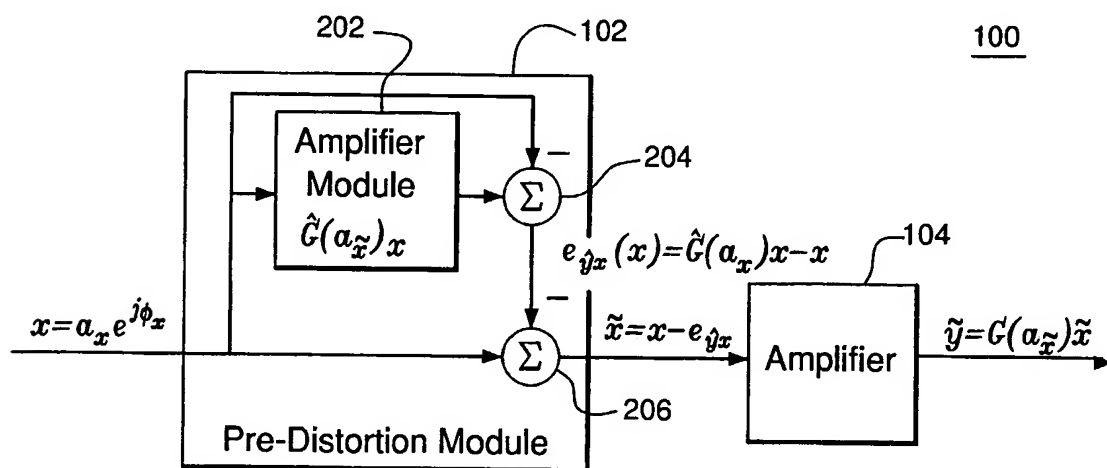 202
102
100
Amplifier
Module
Ĝ(a_x̃)x
−
Σ
204
e_ŷx(x)=Ĝ(a_x)x−x
104
−
x=a_x e^jϕ_x
x̃=x−e_ŷx
Σ
Amplifier
ỹ=G(a_x̃)x̃
206
Pre-Distortion Module